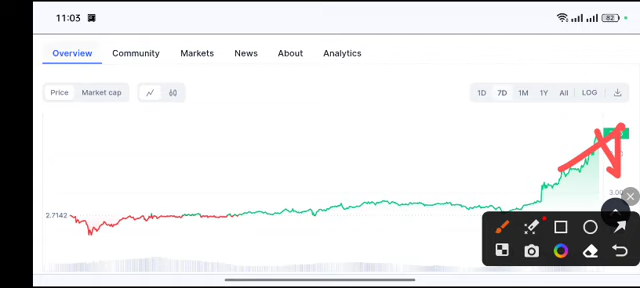 11:03 82
Overview Community Markets News About Analytics
Price Market cap 1D 7D 1M 1Y All LOG
2.7142
3.00